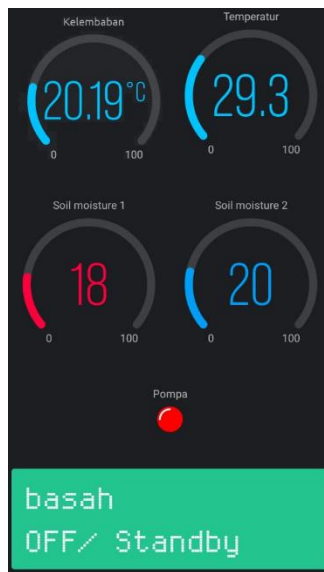 Kelembaban Temperatur
20.19°C 29.3
0 100 0 100
Soil moisture 1 Soil moisture 2
18 20
0 100 0 100
Pompa
basah
OFF/ Standby